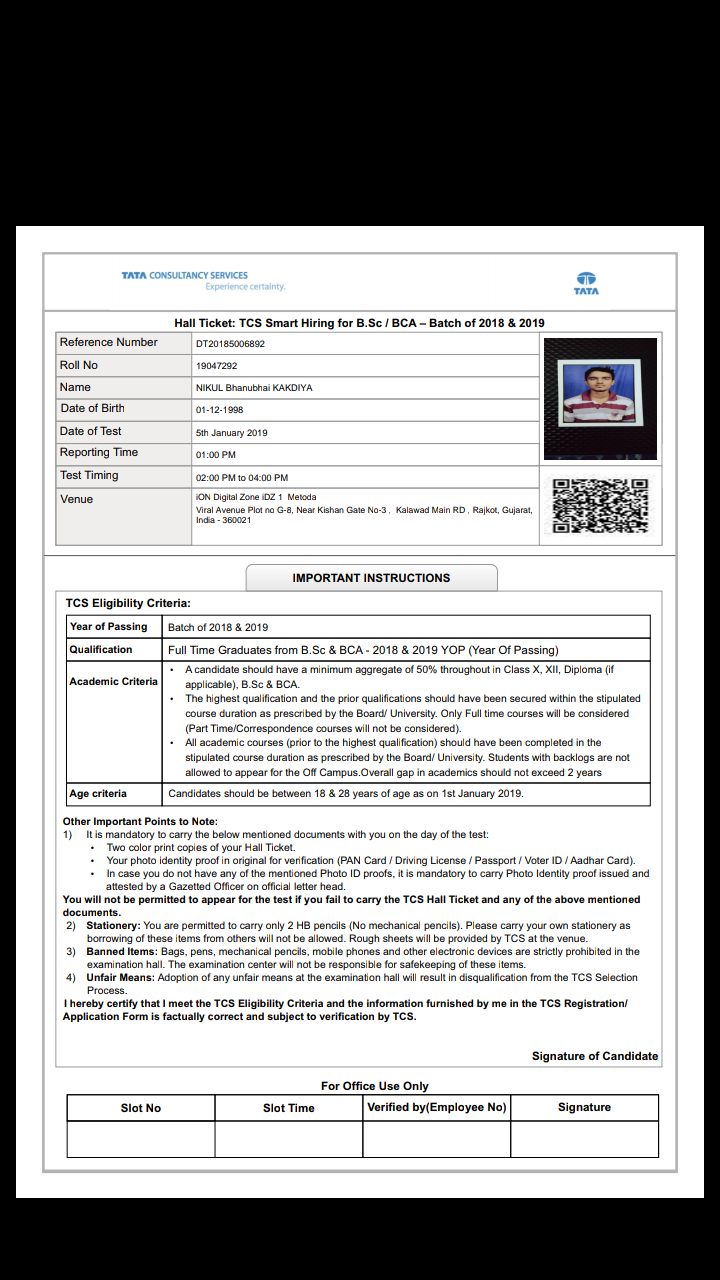 TATA CONSULTANCY SERVICES
Experience certainty.
TATA
Hall Ticket: TCS Smart Hiring for B.Sc / BCA – Batch of 2018 & 2019
Reference Number DT20185006892
Roll No 19047292
Name NIKUL Bhanubhai KAKDIYA
Date of Birth 01-12-1998
Date of Test 5th January 2019
Reporting Time 01:00 PM
Test Timing 02:00 PM to 04:00 PM
Venue iON Digital Zone iDZ 1 Metoda
Viral Avenue Plot no G-8, Near Kishan Gate No-3 , Kalawad Main RD , Rajkot, Gujarat,
India - 360021
IMPORTANT INSTRUCTIONS
TCS Eligibility Criteria:
Year of Passing Batch of 2018 & 2019
Qualification Full Time Graduates from B.Sc & BCA - 2018 & 2019 YOP (Year Of Passing)
Academic Criteria
• A candidate should have a minimum aggregate of 50% throughout in Class X, XII, Diploma (if
applicable), B.Sc & BCA.
• The highest qualification and the prior qualifications should have been secured within the stipulated
course duration as prescribed by the Board/ University. Only Full time courses will be considered
(Part Time/Correspondence courses will not be considered).
• All academic courses (prior to the highest qualification) should have been completed in the
stipulated course duration as prescribed by the Board/ University. Students with backlogs are not
allowed to appear for the Off Campus.Overall gap in academics should not exceed 2 years
Age criteria Candidates should be between 18 & 28 years of age as on 1st January 2019.
Other Important Points to Note:
1) It is mandatory to carry the below mentioned documents with you on the day of the test:
• Two color print copies of your Hall Ticket.
• Your photo identity proof in original for verification (PAN Card / Driving License / Passport / Voter ID / Aadhar Card).
• In case you do not have any of the mentioned Photo ID proofs, it is mandatory to carry Photo Identity proof issued and
attested by a Gazetted Officer on official letter head.
You will not be permitted to appear for the test if you fail to carry the TCS Hall Ticket and any of the above mentioned
documents.
2) Stationery: You are permitted to carry only 2 HB pencils (No mechanical pencils). Please carry your own stationery as
borrowing of these items from others will not be allowed. Rough sheets will be provided by TCS at the venue.
3) Banned Items: Bags, pens, mechanical pencils, mobile phones and other electronic devices are strictly prohibited in the
examination hall. The examination center will not be responsible for safekeeping of these items.
4) Unfair Means: Adoption of any unfair means at the examination hall will result in disqualification from the TCS Selection
Process.
I hereby certify that I meet the TCS Eligibility Criteria and the information furnished by me in the TCS Registration/
Application Form is factually correct and subject to verification by TCS.
Signature of Candidate
For Office Use Only
Slot No Slot Time Verified by(Employee No) Signature